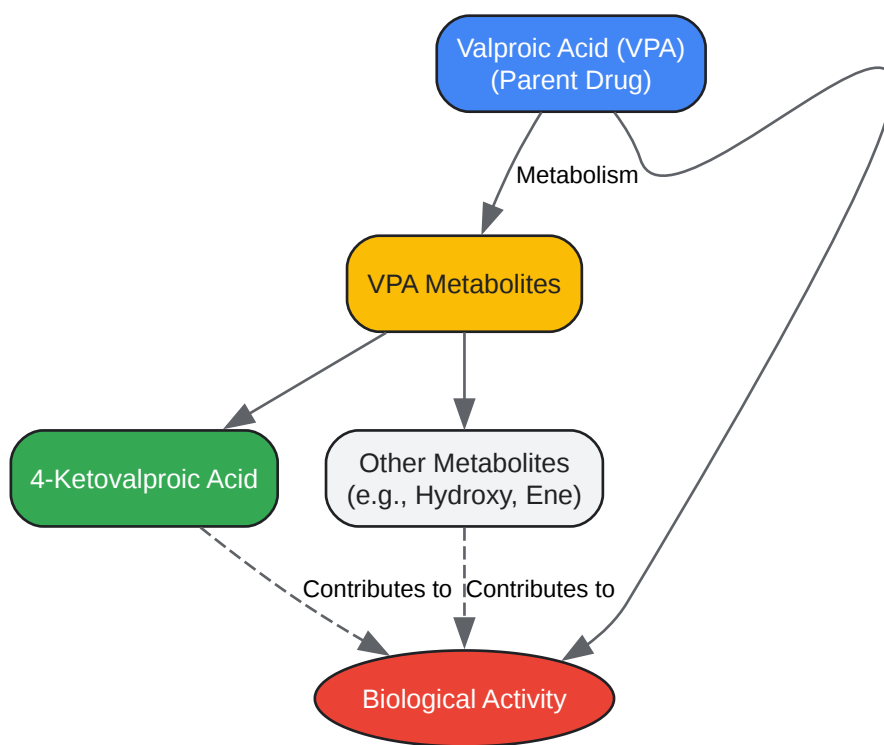 Valproic Acid (VPA)
(Parent Drug)
Metabolism
VPA Metabolites
4-Ketovalproic Acid
Other Metabolites
(e.g., Hydroxy, Ene)
Contributes to
Contributes to
Biological Activity